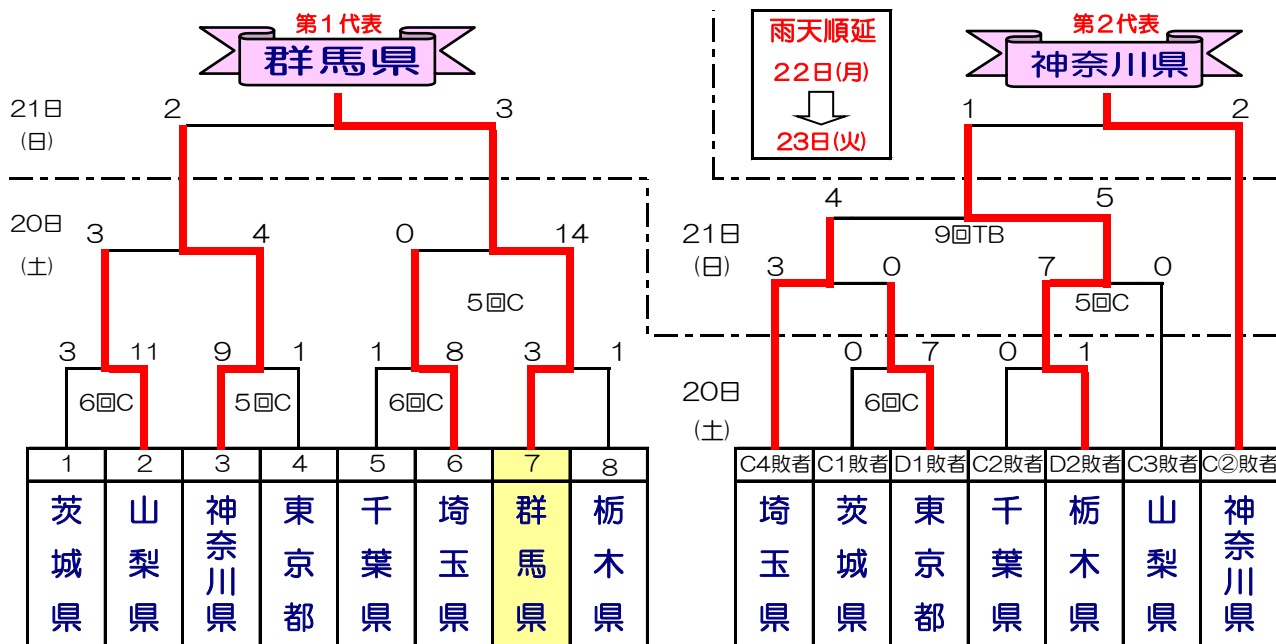 第1代表
群馬県
21日
(日)
2
3
20日
(土)
3
4
0
14
5回C
3
11
9
1
1
8
3
1
6回C
5回C
6回C
1
2
3
4
5
6
7
8
茨城県
山梨県
神奈川県
東京都
千葉県
埼玉県
群馬県
栃木県
雨天順延
22日(月)
23日(火)
第2代表
神奈川県
1
2
4
5
9回TB
21日
(日)
3
0
7
0
5回C
0
7
0
1
6回C
20日
(土)
C4敗者
C1敗者
D1敗者
C2敗者
D2敗者
C3敗者
C②敗者
埼玉県
茨城県
東京都
千葉県
栃木県
山梨県
神奈川県